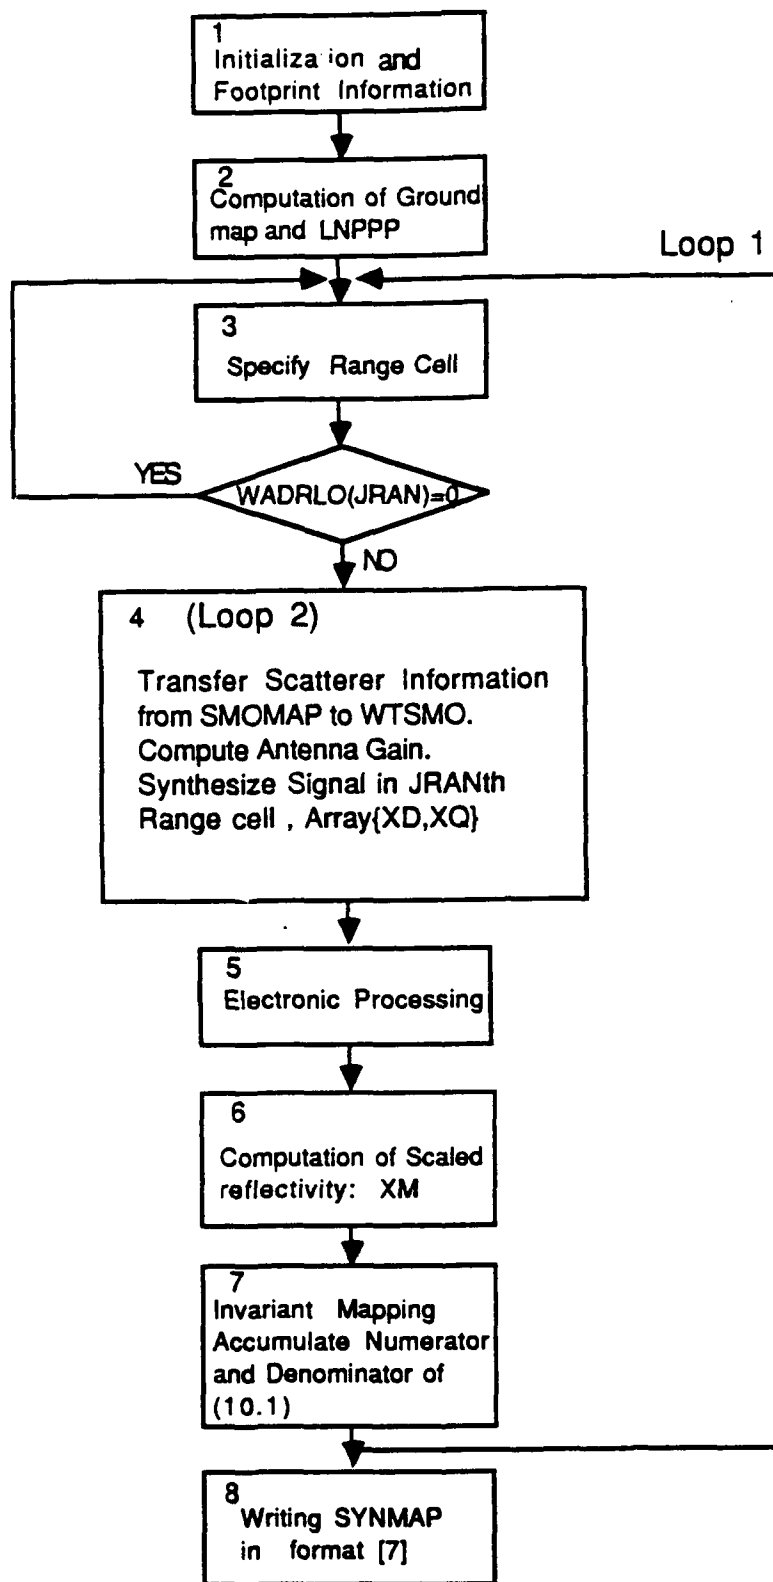 1
Initialization and
Footprint Information
2
Computation of Ground
map and LNPPP
Loop 1
3
Specify Range Cell
YES
WADRLO(JRAN)=0
NO
4 (Loop 2)
Transfer Scatterer Information
from SMOMAP to WTSMO.
Compute Antenna Gain.
Synthesize Signal in JRANth
Range cell , Array{XD,XQ}
5
Electronic Processing
6
Computation of Scaled
reflectivity: XM
7
Invariant Mapping
Accumulate Numerator
and Denominator of
(10.1)
8
Writing SYNMAP
in format [7]